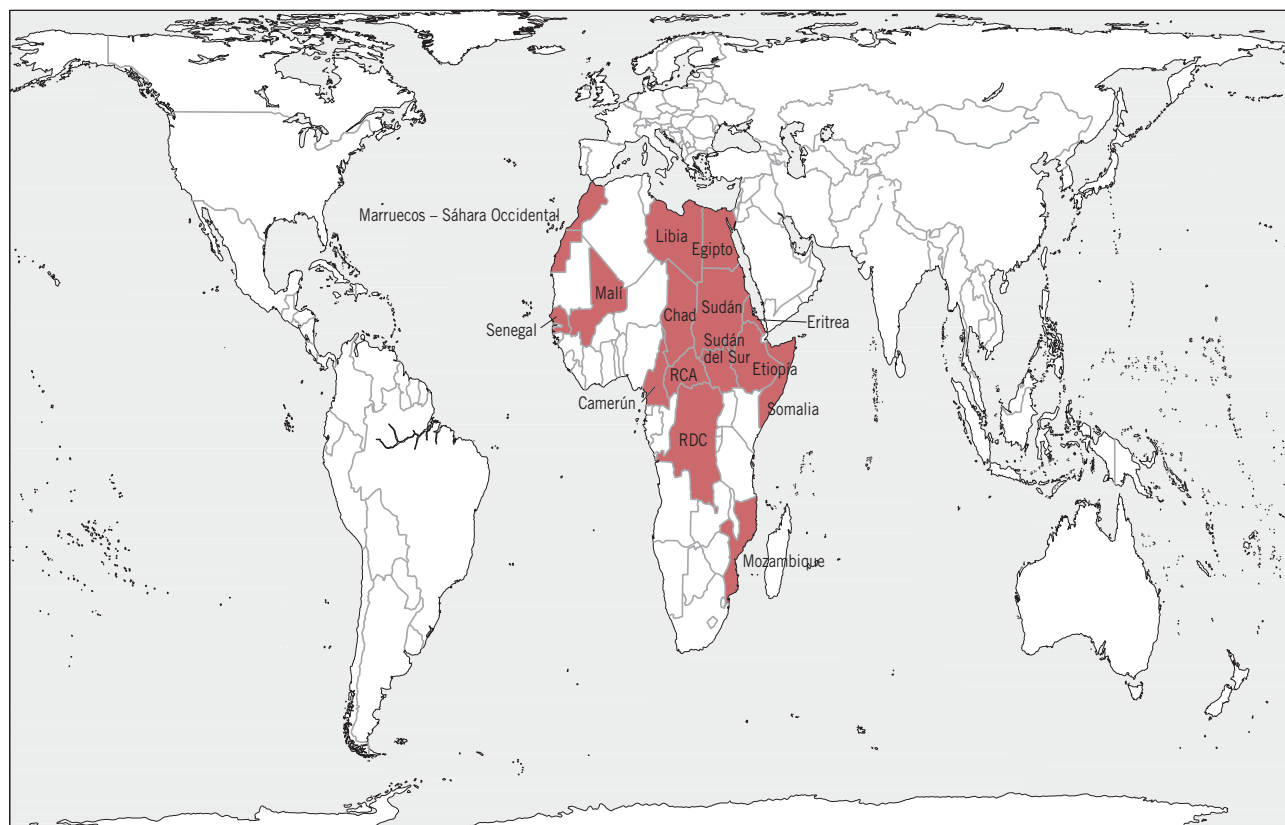 Marruecos – Sáhara Occidental
Libia
Egipto
Malí
Chad
Sudán
Eritrea
Senegal
Sudán
del Sur
Etiopía
RCA
Camerún
Somalia
RDC
Mozambique